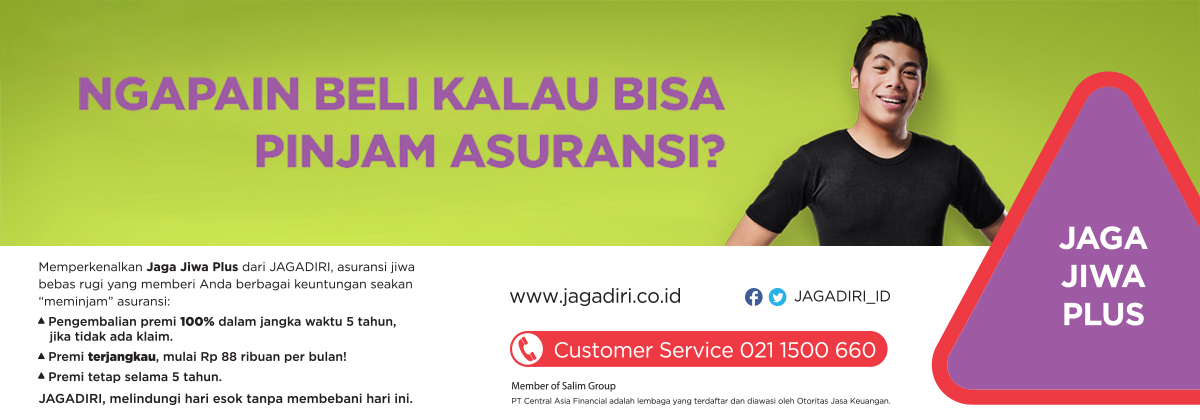 NGAPAIN BELI KALAU BISA
PINJAM ASURANSI?
JAGA
JIWA
PLUS
Memperkenalkan Jaga Jiwa Plus dari JAGADIRI, asuransi jiwa
bebas rugi yang memberi Anda berbagai keuntungan seakan
“meminjam” asuransi:
Pengembalian premi 100% dalam jangka waktu 5 tahun,
jika tidak ada klaim.
Premi terjangkau, mulai Rp 88 ribuan per bulan!
Premi tetap selama 5 tahun.
JAGADIRI, melindungi hari esok tanpa membebani hari ini.
www.jagadiri.co.id
JAGADIRI_ID
Customer Service 021 1500 660
Member of Salim Group
PT Central Asia Financial adalah lembaga yang terdaftar dan diawasi oleh Otoritas Jasa Keuangan.